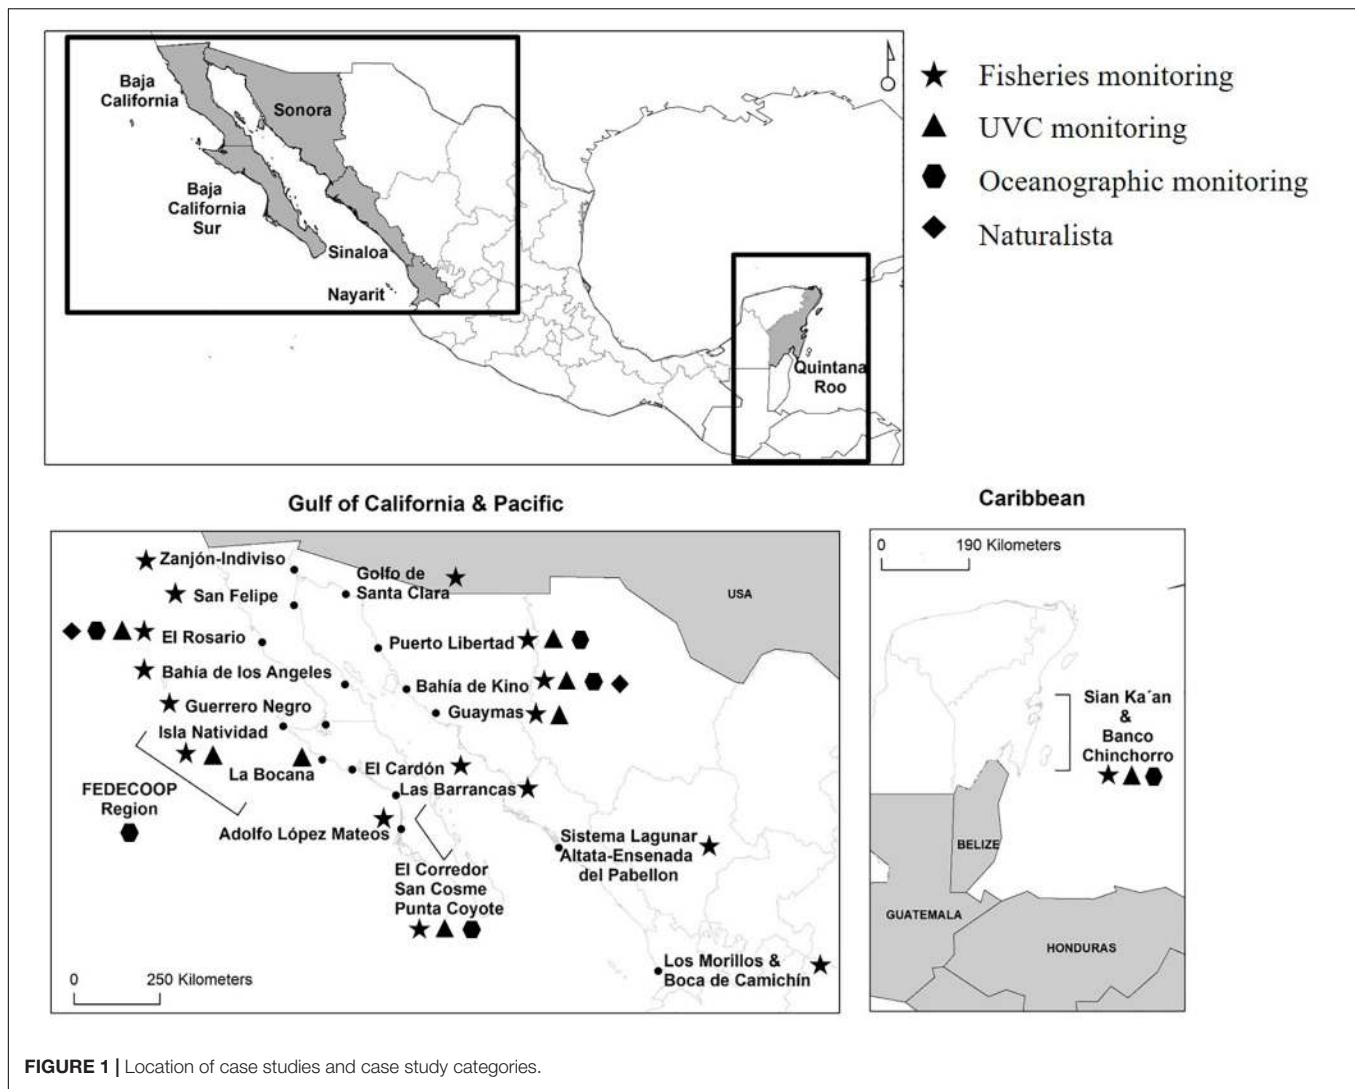 Baja
California
Sonora
Baja
California
Sur
Sinaloa
Nayarit
Quintana
Roo
Fisheries monitoring
UVC monitoring
Oceanographic monitoring
Naturalista
Gulf of California & Pacific
Zanjón-Indiviso
San Felipe
El Rosario
Bahía de los Angeles
Guerrero Negro
Isla Natividad
La Bocana
FEDECOOP
Region
Adolfo López Mateos
Golfo de
Santa Clara
USA
Puerto Libertad
Bahía de Kino
Guaymas
El Cardón
Las Barrancas
Sistema Lagunar
Altata-Ensenada
del Pabellon
El Corredor
San Cosme
Punta Coyote
Los Morillos &
Boca de Camichín
0 250 Kilometers
Caribbean
0 190 Kilometers
Sian Ka´an
&
Banco
Chinchorro
BELIZE
GUATEMALA
HONDURAS
FIGURE 1 | Location of case studies and case study categories.